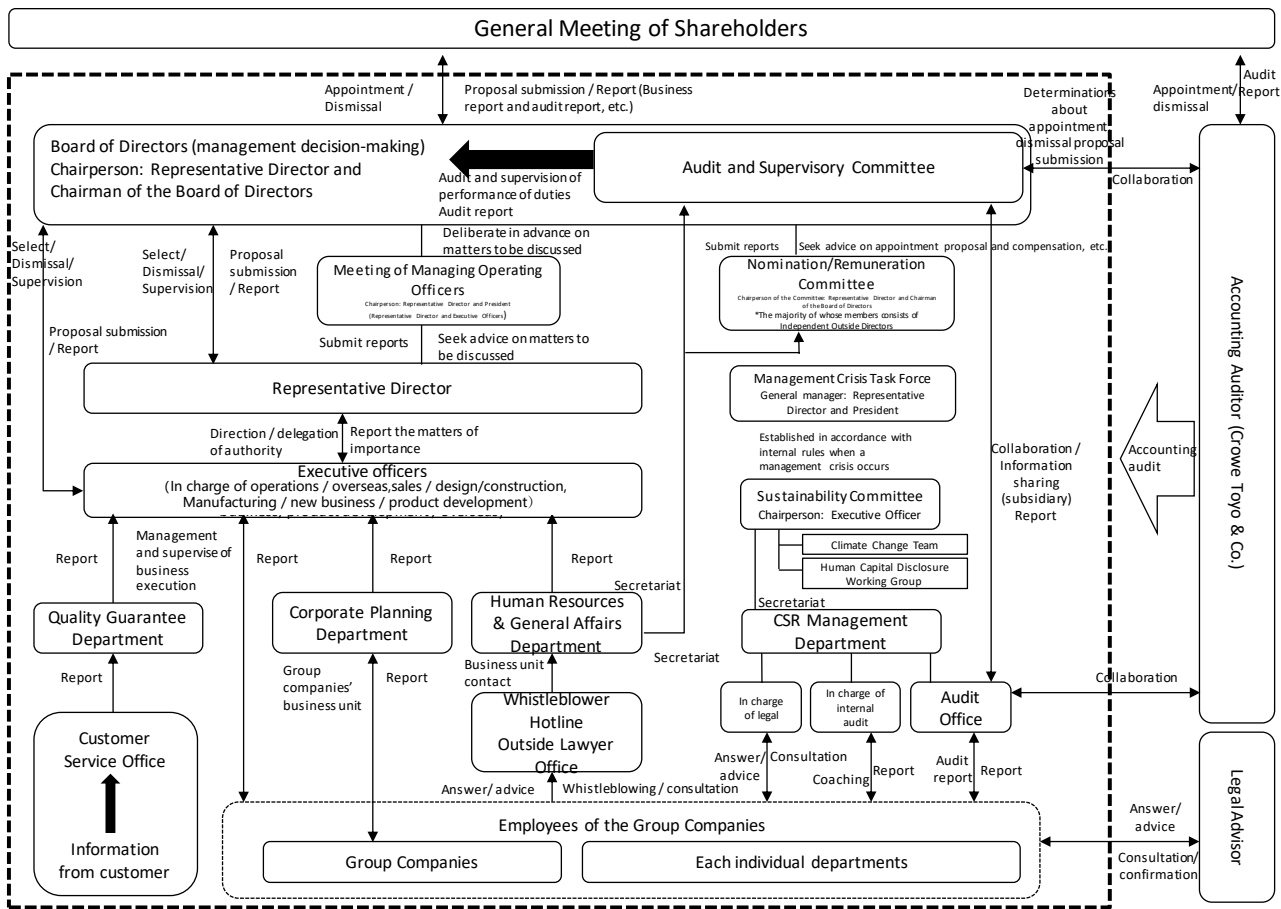 General Meeting of Shareholders
Appointment /
Dismissal
Proposal submission / Report (Business
report and audit report, etc.)
Determinations
about
appointment
dismissal proposal
submission
Appointment/
dismissal
Audit
Report
Board of Directors (management decision-making)
Chairperson: Representative Director and
Chairman of the Board of Directors
Audit and Supervisory Committee
Audit and supervision of
performance of duties
Audit report
Collaboration
Select/
Dismissal/
Supervision
Select/
Dismissal/
Supervision
Proposal
submission
/ Report
Deliberate in advance on
matters to be discussed
Submit reports
Seek advice on appointment proposal and compensation, etc.
Meeting of Managing Operating
Officers
Chairperson: Representative Director and President
(Representative Director and Executive Officers)
Nomination/Remuneration
Committee
Chairperson of the Committee: Representative Director and Chairman
of the Board of Directors
*The majority of whose members consists of
Independent Outside Directors
Proposal submission
/ Report
Submit reports
Seek advice on matters to
be discussed
Representative Director
Management Crisis Task Force
General manager: Representative
Director and President
Direction / delegation
of authority
Report the matters of
importance
Established in accordance with
internal rules when a
management crisis occurs
Collaboration /
Information
sharing
(subsidiary)
Report
Accounting
audit
Accounting Auditor (Crowe Toyo & Co.)
Executive officers
(In charge of operations / overseas,sales / design/construction,
Manufacturing / new business / product development)
Sustainability Committee
Chairperson: Executive Officer
Climate Change Team
Human Capital Disclosure
Working Group
Report
Management
and supervise of
business
execution
Report
Report
Report
Secretariat
Secretariat
Quality Guarantee
Department
Corporate Planning
Department
Human Resources
& General Affairs
Department
CSR Management
Department
Secretariat
Report
Group
companies'
business unit
Report
Business unit
contact
Collaboration
Whistleblower
Hotline
Outside Lawyer
Office
In charge
of legal
In charge of
internal
audit
Audit
Office
Customer
Service Office
Information
from customer
Answer/ advice
Whistleblowing / consultation
Answer/
advice
Consultation
Coaching
Report
Audit
report
Report
Employees of the Group Companies
Group Companies
Each individual departments
Answer/
advice
Consultation/
confirmation
Legal Advisor